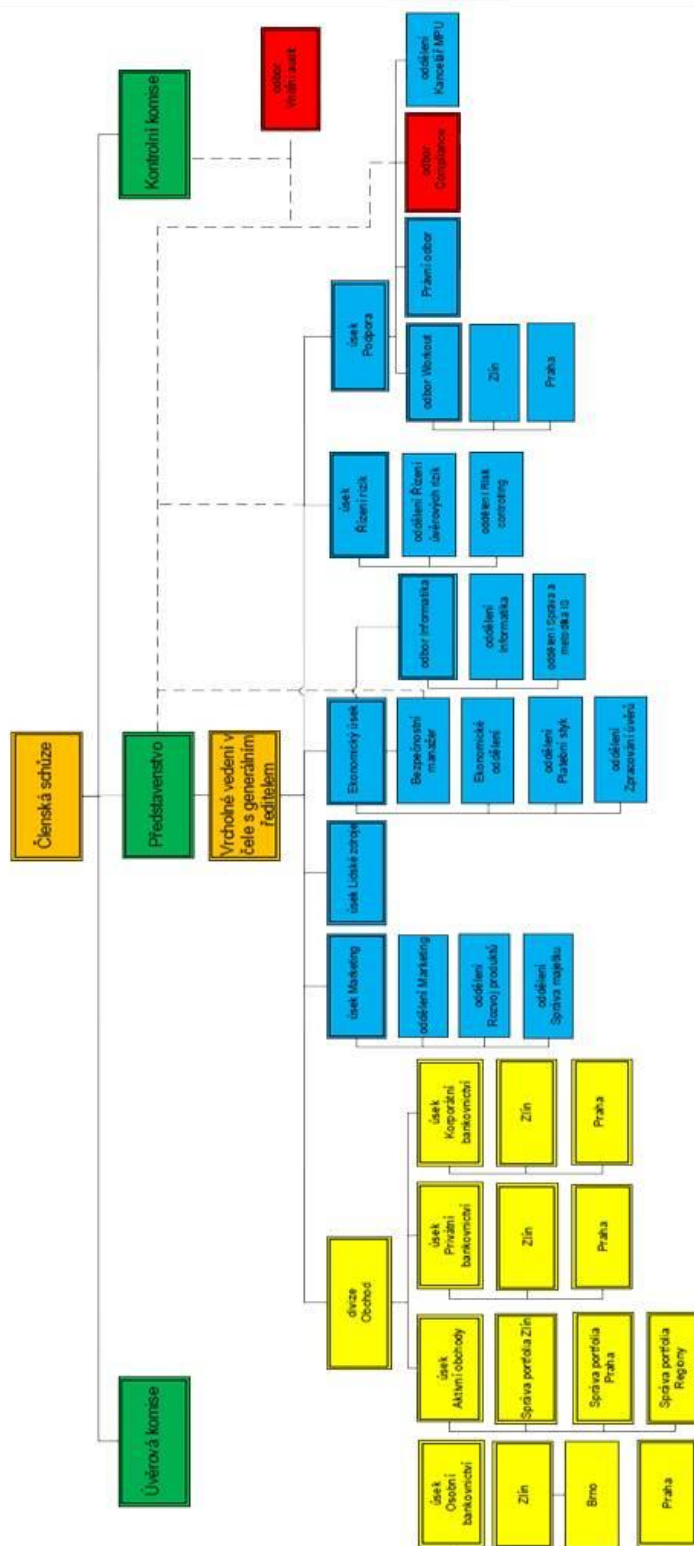 Členská schůze
Úvěrová komise
Představenstvo
Kontrolní komise
Vrcholné vedení v
čele s generálním
ředitelem
odbor
Vnitřní audit
divize
Obchod
úsek Marketing
úsek Lidské zdroje
Ekonomický úsek
úsek
Řízení rizik
úsek
Podpora
úsek
Osobní
bankovnictví
Zlín
Brno
Praha
úsek
Aktivní obchody
Správa portfolia Zlín
Správa portfolia
Praha
Správa portfolia
Regiony
úsek
Privátní
bankovnictví
Zlín
Praha
úsek
Korporátní
bankovnictví
Zlín
Praha
oddělení Marketing
oddělení
Rozvoj produktů
oddělení
Správa majetku
Bezpečnostní
manažer
Ekonomické
oddělení
oddělení
Platební styk
oddělení
Zpracování úvěrů
odbor Informatika
oddělení
Informatika
oddělení Správa a
metodika IS
oddělení Řízení
úvěrových rizik
oddělení Risk
controling
odbor Workout
Zlín
Praha
Právní odbor
odbor
Compliance
oddělení
Kancelář MPU